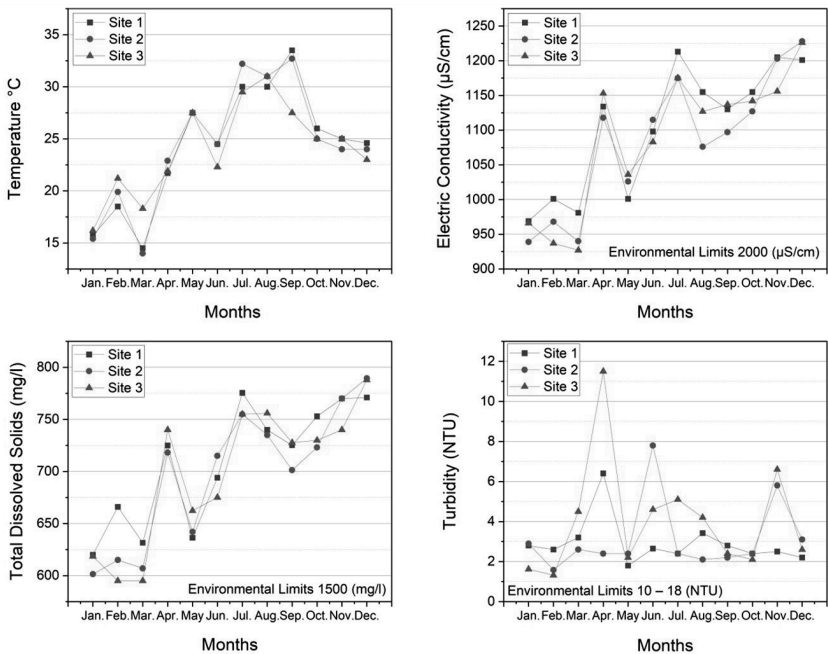 35
30
25
20
15
Temperature °C
Site 1
Site 2
Site 3
Jan. Feb. Mar. Apr. May Jun. Jul. Aug. Sep. Oct. Nov. Dec.
Months
1250
1200
1150
1100
1050
1000
950
900
Electric Conductivity (µS/cm)
Site 1
Site 2
Site 3
Environmental Limits 2000 (µS/cm)
Jan. Feb. Mar. Apr. May Jun. Jul. Aug. Sep. Oct. Nov. Dec.
Months
800
750
700
650
600
Total Dissolved Solids (mg/l)
Site 1
Site 2
Site 3
Environmental Limits 1500 (mg/l)
Jan. Feb. Mar. Apr. May Jun. Jul. Aug. Sep. Oct. Nov. Dec.
Months
12
10
8
6
4
2
0
Turbidity (NTU)
Site 1
Site 2
Site 3
Environmental Limits 10 – 18 (NTU)
Jan. Feb. Mar. Apr. May Jun. Jul. Aug. Sep. Oct. Nov. Dec.
Months